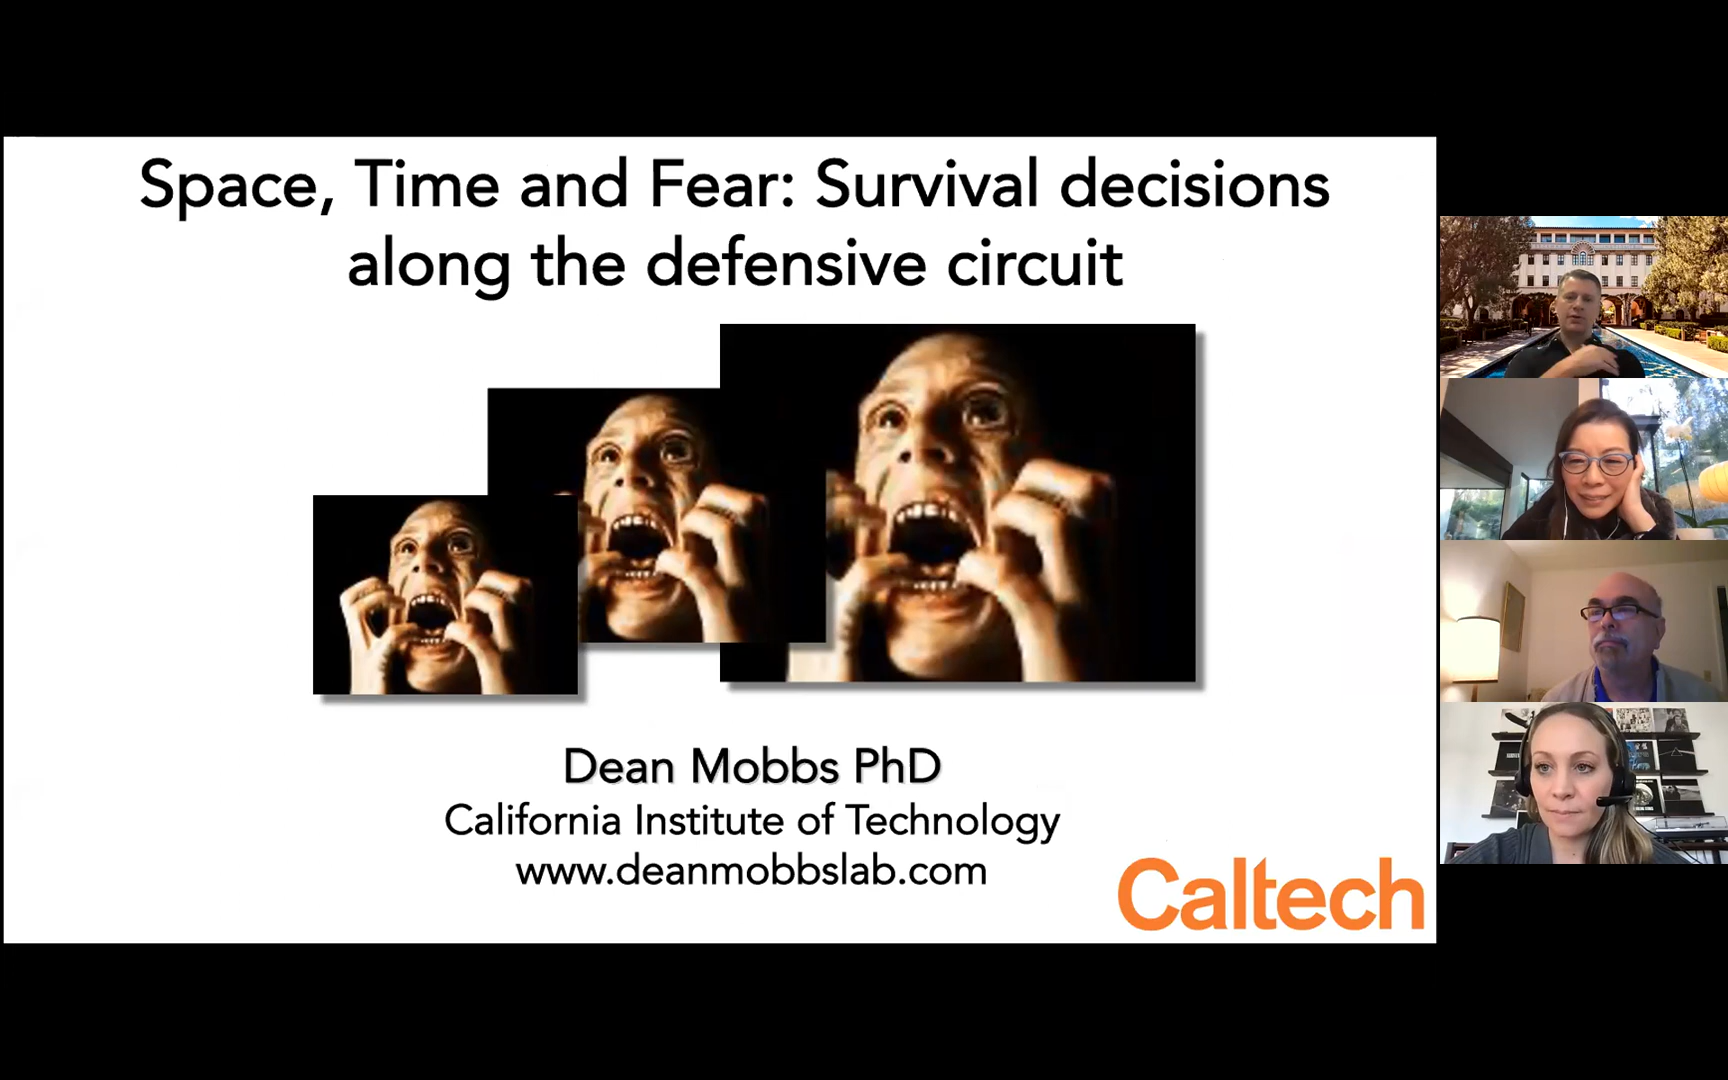 Space, Time and Fear: Survival decisions
along the defensive circuit
Dean Mobbs PhD
California Institute of Technology
www.deanmobbslab.com
Caltech